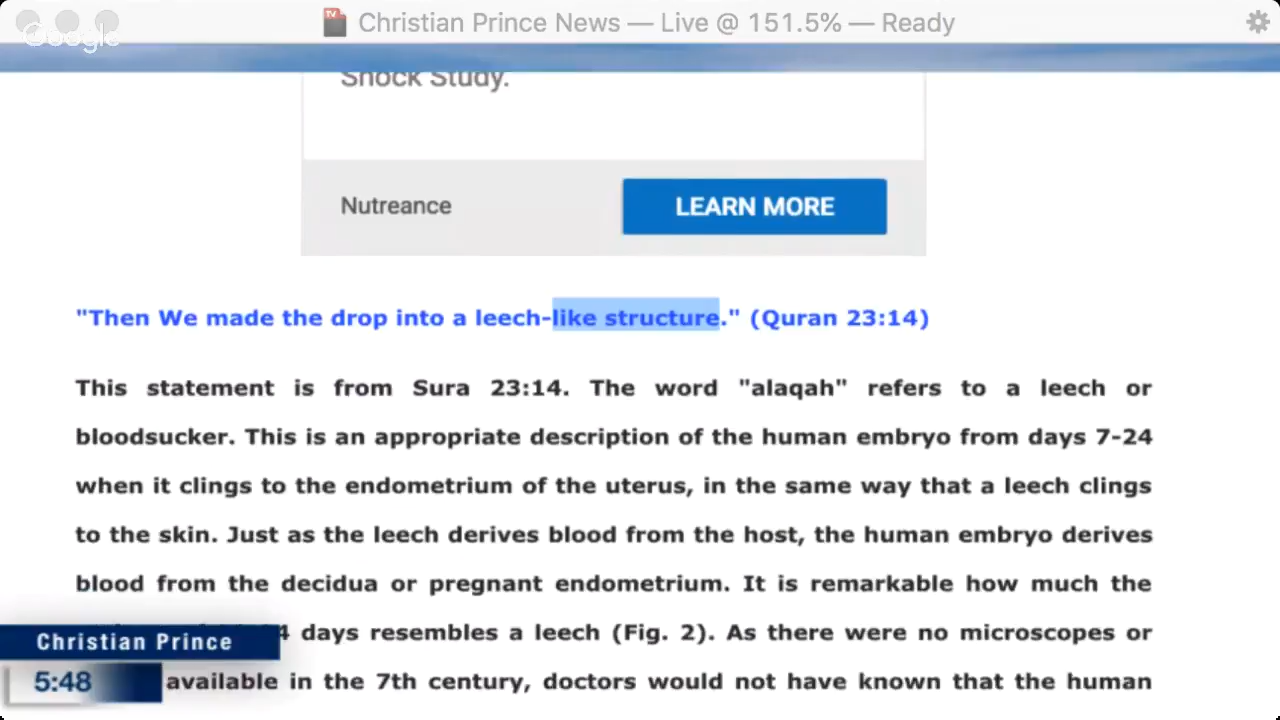 Google
TV Christian Prince News — Live @ 151.5% — Ready
Shock Study.
Nutreance
LEARN MORE
"Then We made the drop into a leech-like structure." (Quran 23:14)
This statement is from Sura 23:14. The word "alaqah" refers to a leech or
bloodsucker. This is an appropriate description of the human embryo from days 7-24
when it clings to the endometrium of the uterus, in the same way that a leech clings
to the skin. Just as the leech derives blood from the host, the human embryo derives
blood from the decidua or pregnant endometrium. It is remarkable how much the
4 days resembles a leech (Fig. 2). As there were no microscopes or
Christian Prince
available in the 7th century, doctors would not have known that the human
5:48